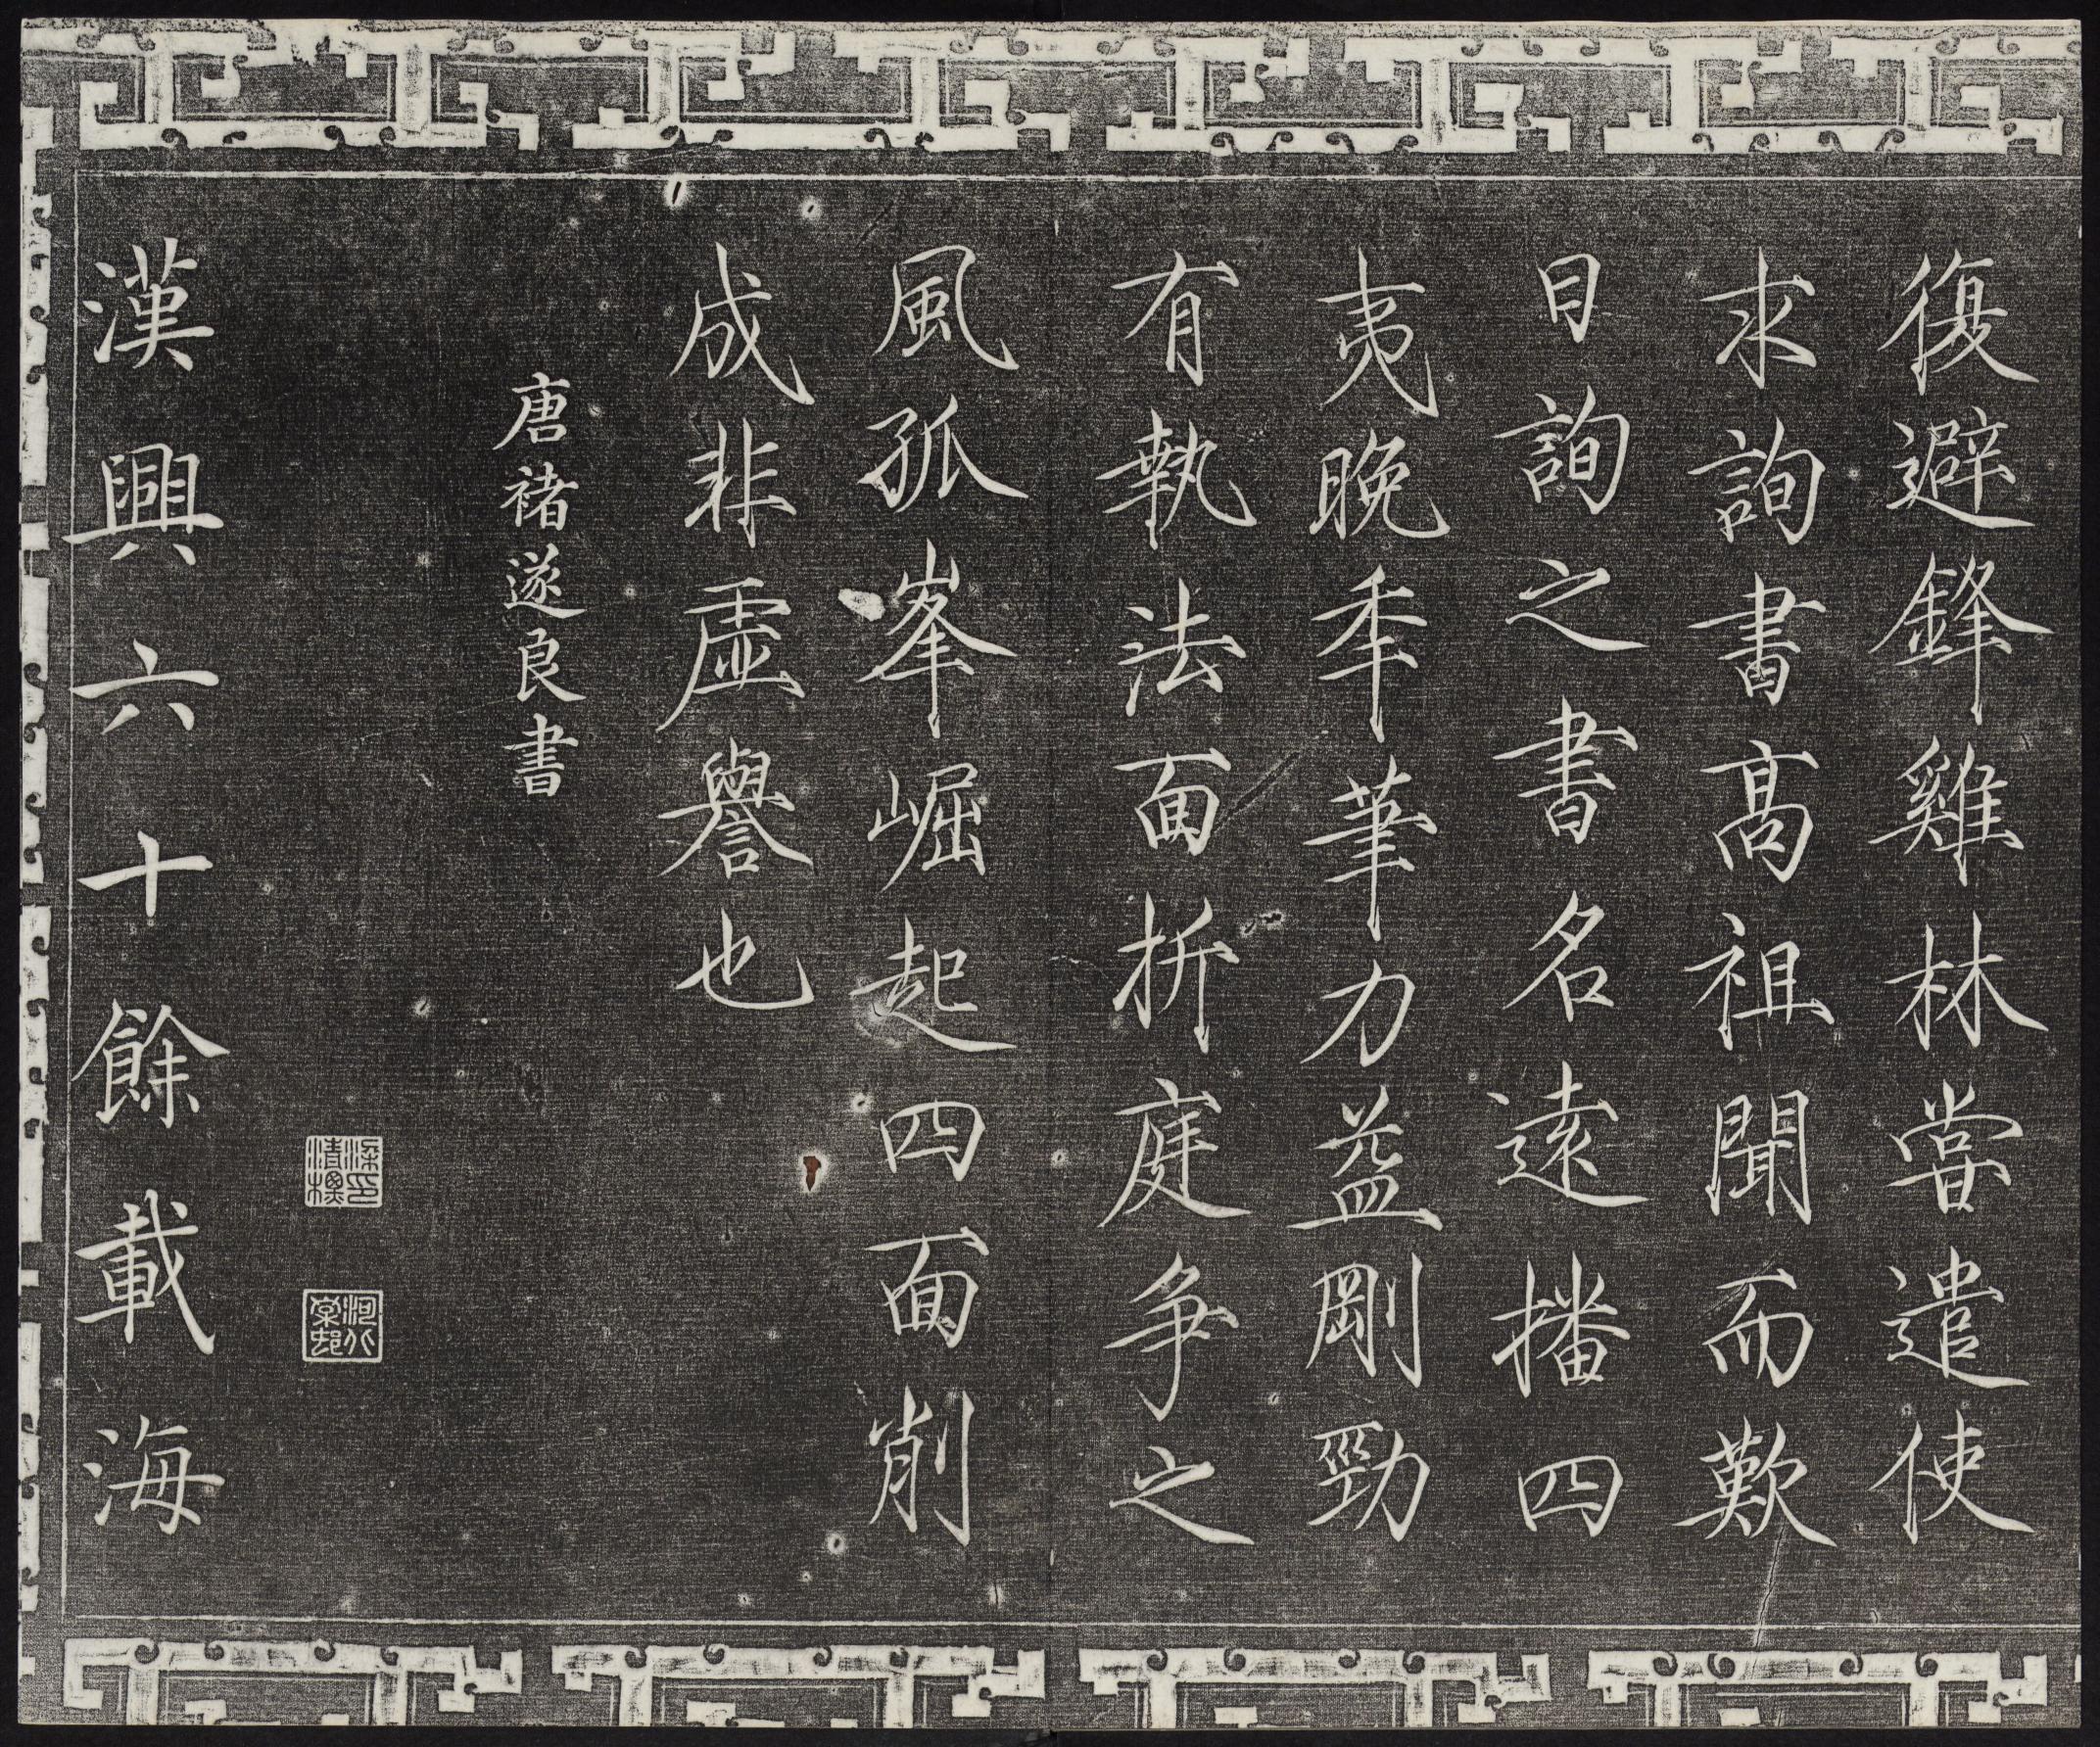 復避鋒雞林嘗遣使
求詢書高祖聞而歎
曰詢之書名遠播四
夷晚年筆力益剛勁
有執法面折庭爭之
風孤峯崛起四面削
成非虛譽也
唐褚遂良書
漢興六十餘載海